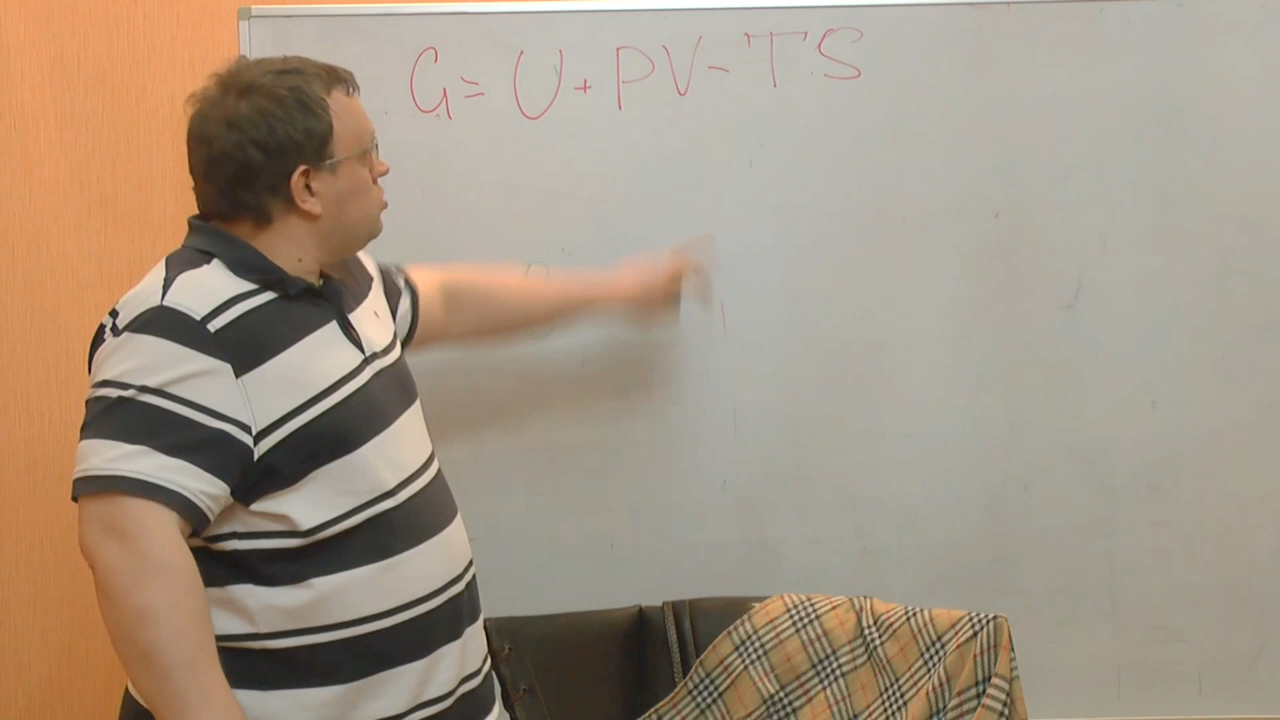 G = U + PV - TS